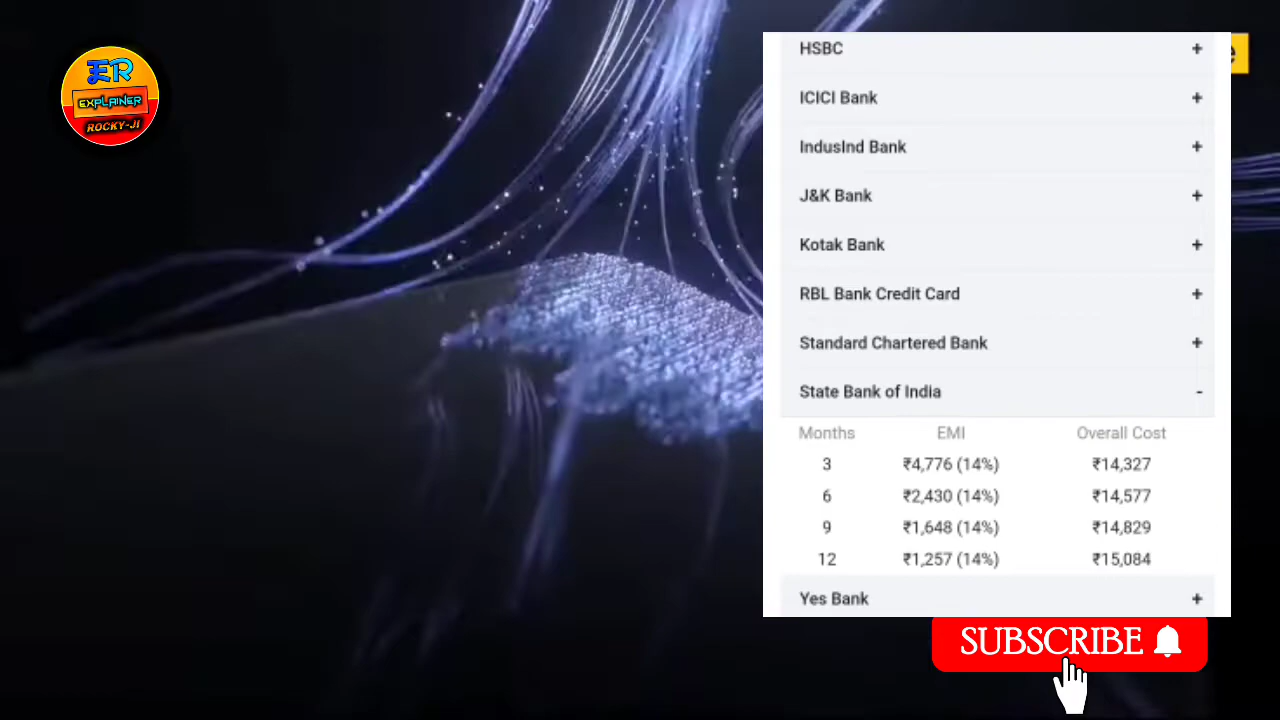 ER
EXPLAINER
ROCKY-JI
e
HSBC +
ICICI Bank +
IndusInd Bank +
J&K Bank +
Kotak Bank +
RBL Bank Credit Card +
Standard Chartered Bank +
State Bank of India -
Months EMI Overall Cost
3 ₹4,776 (14%) ₹14,327
6 ₹2,430 (14%) ₹14,577
9 ₹1,648 (14%) ₹14,829
12 ₹1,257 (14%) ₹15,084
Yes Bank +
SUBSCRIBE